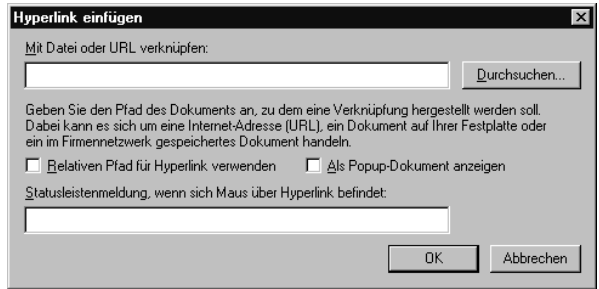 Hyperlink einfügen
Mit Datei oder URL verknüpfen:
Durchsuchen...
Geben Sie den Pfad des Dokuments an, zu dem eine Verknüpfung hergestellt werden soll.
Dabei kann es sich um eine Internet-Adresse (URL), ein Dokument auf Ihrer Festplatte oder
ein im Firmennetzwerk gespeichertes Dokument handeln.
Relativen Pfad für Hyperlink verwenden Als Popup-Dokument anzeigen
Statusleistenmeldung, wenn sich Maus über Hyperlink befindet:
OK Abbrechen